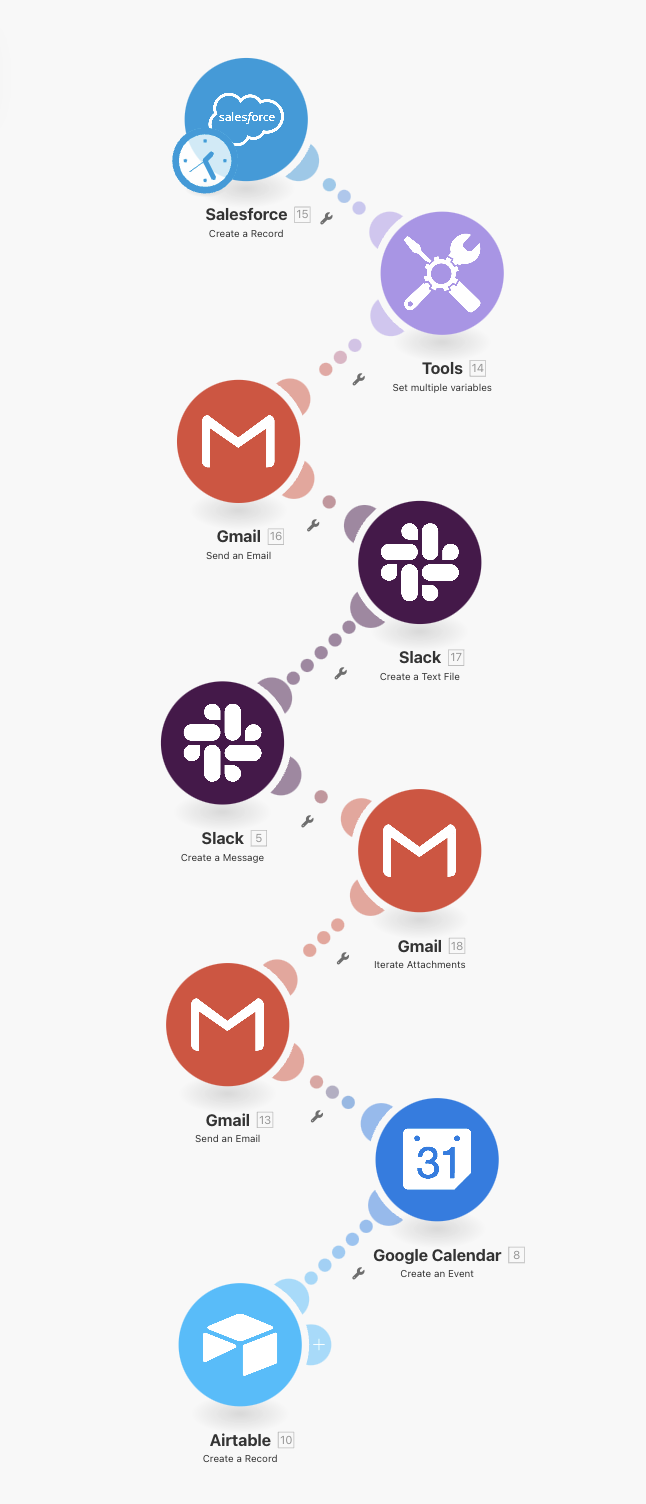 salesforce
Salesforce 15
Create a Record
Tools 14
Set multiple variables
Gmail 16
Send an Email
Slack 17
Create a Text File
Slack 5
Create a Message
Gmail 18
Iterate Attachments
Gmail 13
Send an Email
31
Google Calendar 8
Create an Event
Airtable 10
Create a Record